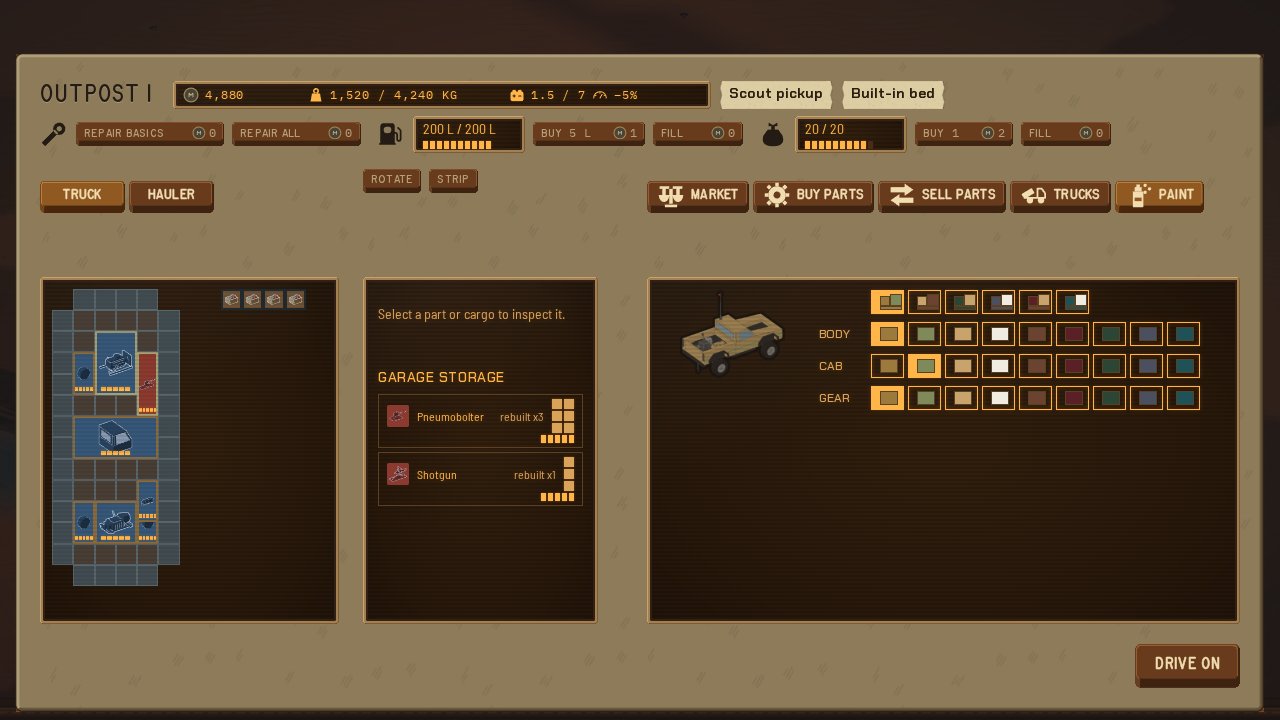 OUTPOST 1
4,880
1,520 / 4,240 KG
1.5 / 7
-5%
Scout pickup
Built-in bed
REPAIR BASICS M 0
REPAIR ALL M 0
200 L / 200 L
BUY 5 L M 1
FILL M 0
20 / 20
BUY 1 M 2
FILL M 0
TRUCK
HAULER
ROTATE
STRIP
MARKET
BUY PARTS
SELL PARTS
TRUCKS
PAINT
Select a part or cargo to inspect it.
GARAGE STORAGE
Pneumobolter rebuilt x3
Shotgun rebuilt x1
BODY
CAB
GEAR
DRIVE ON